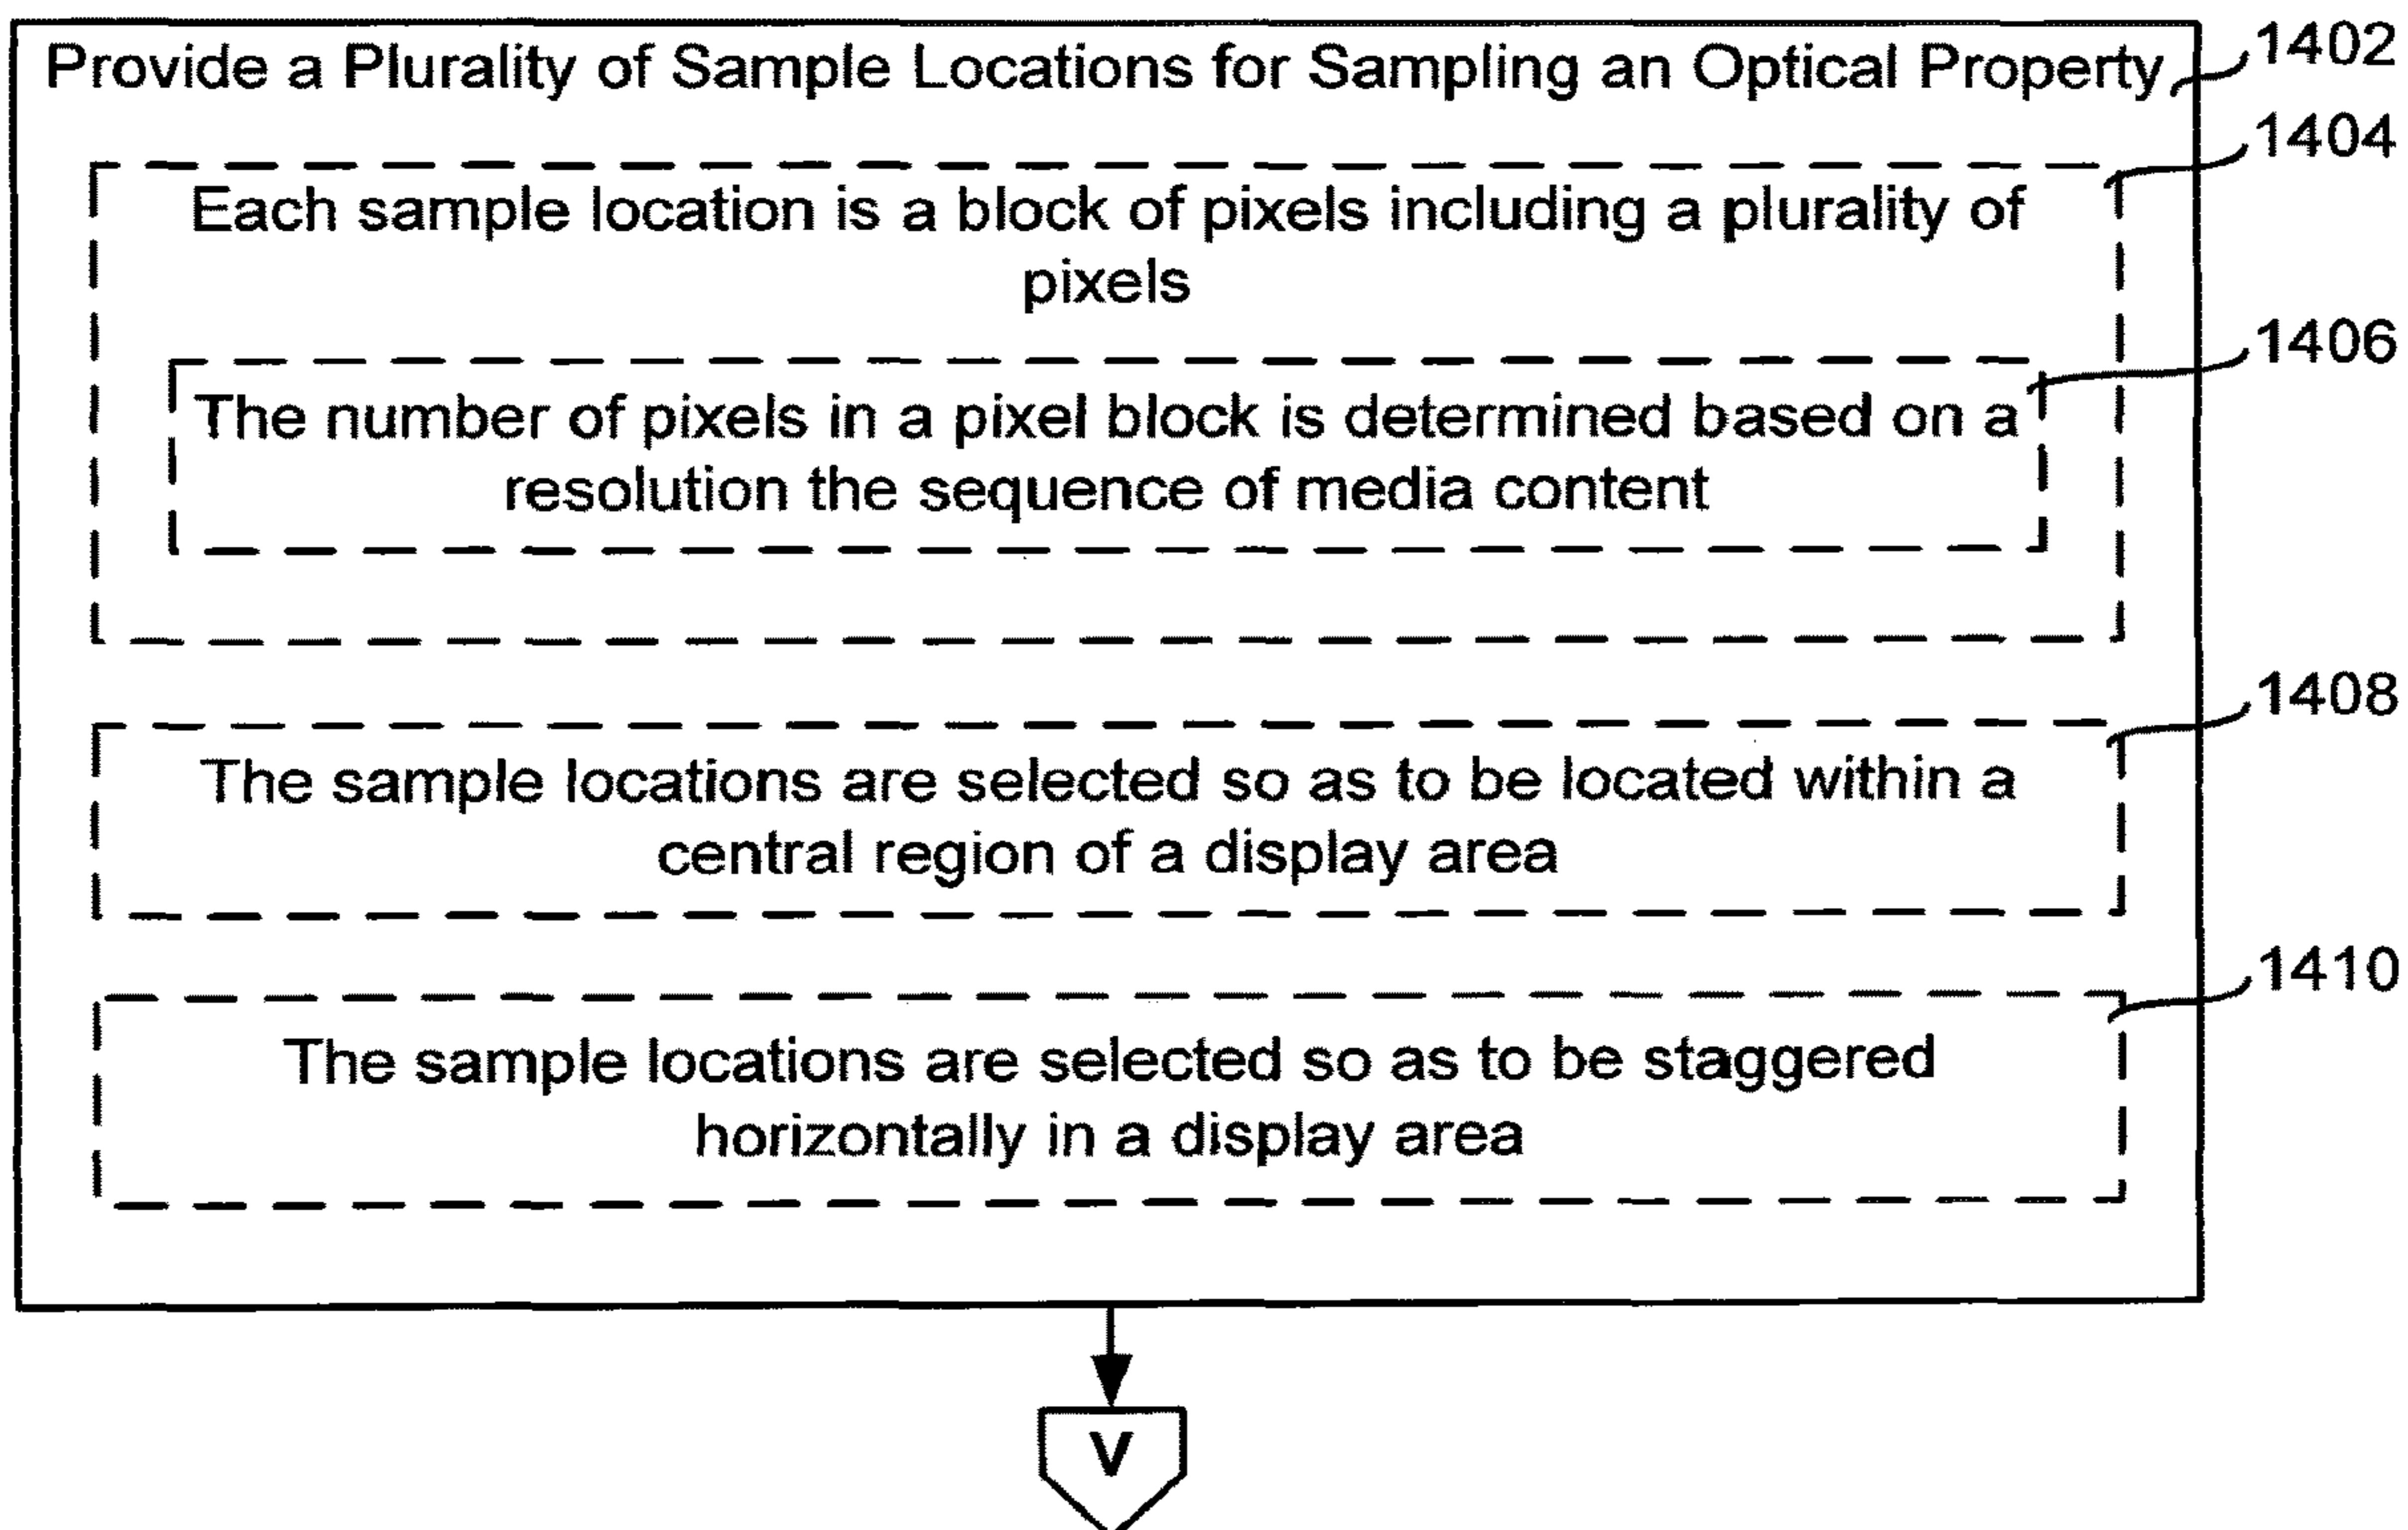 Provide a Plurality of Sample Locations for Sampling an Optical Property
1402
1404
Each sample location is a block of pixels including a plurality of
pixels
1406
The number of pixels in a pixel block is determined based on a
resolution the sequence of media content
1408
The sample locations are selected so as to be located within a
central region of a display area
1410
The sample locations are selected so as to be staggered
horizontally in a display area
V